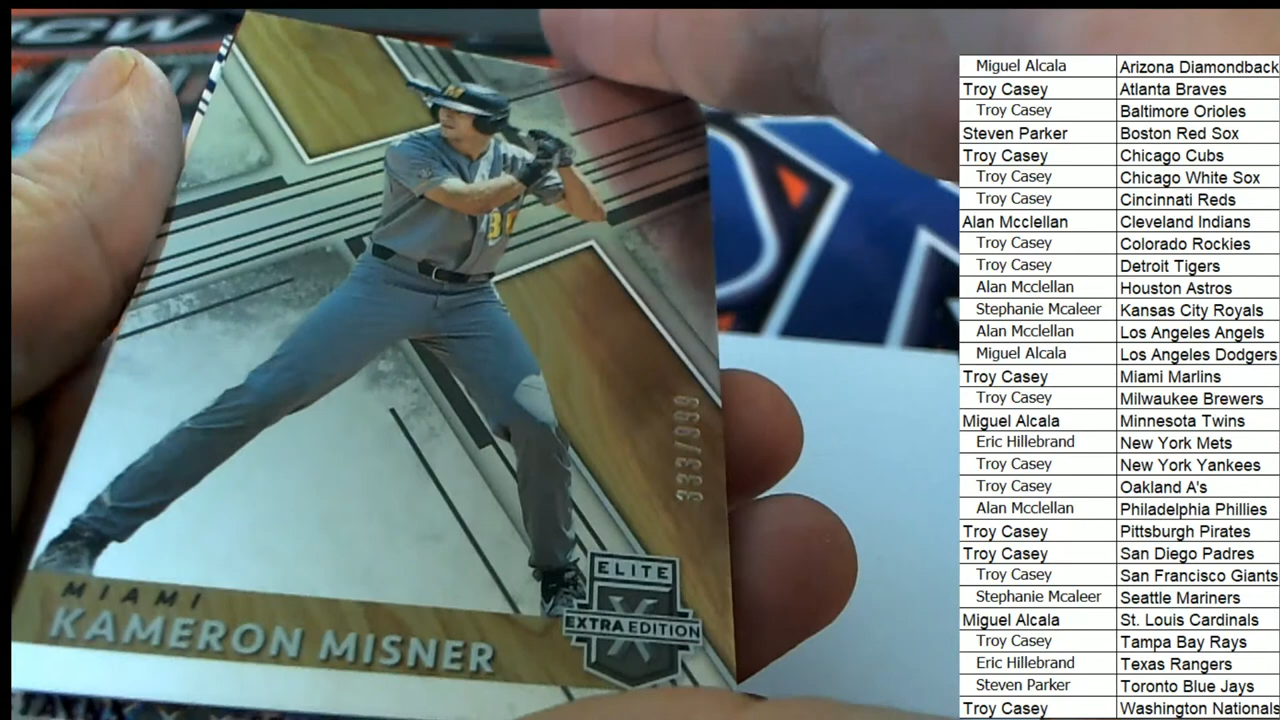 CW
M
3
333/999
ELITE
X
EXTRA EDITION
MIAMI
KAMERON MISNER
Miguel Alcala Arizona Diamondback
Troy Casey Atlanta Braves
Troy Casey Baltimore Orioles
Steven Parker Boston Red Sox
Troy Casey Chicago Cubs
Troy Casey Chicago White Sox
Troy Casey Cincinnati Reds
Alan Mcclellan Cleveland Indians
Troy Casey Colorado Rockies
Troy Casey Detroit Tigers
Alan Mcclellan Houston Astros
Stephanie Mcaleer Kansas City Royals
Alan Mcclellan Los Angeles Angels
Miguel Alcala Los Angeles Dodgers
Troy Casey Miami Marlins
Troy Casey Milwaukee Brewers
Miguel Alcala Minnesota Twins
Eric Hillebrand New York Mets
Troy Casey New York Yankees
Troy Casey Oakland A's
Alan Mcclellan Philadelphia Phillies
Troy Casey Pittsburgh Pirates
Troy Casey San Diego Padres
Troy Casey San Francisco Giants
Stephanie Mcaleer Seattle Mariners
Miguel Alcala St. Louis Cardinals
Troy Casey Tampa Bay Rays
Eric Hillebrand Texas Rangers
Steven Parker Toronto Blue Jays
Troy Casey Washington Nationals